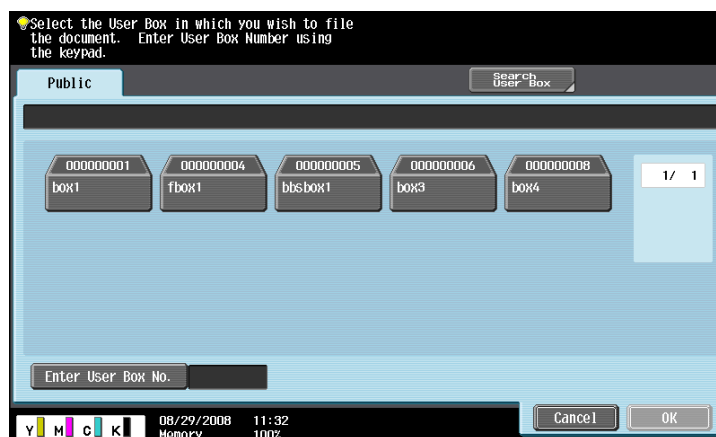 Select the User Box in which you wish to file
the document. Enter User Box Number using
the keypad.
Public
Search
User Box
000000001 000000004 000000005 000000006 000000008
box1 fbox1 bbsbox1 box3 box4
1/ 1
Enter User Box No.
Cancel OK
Y M C K 08/29/2008 11:32
Memory 100%